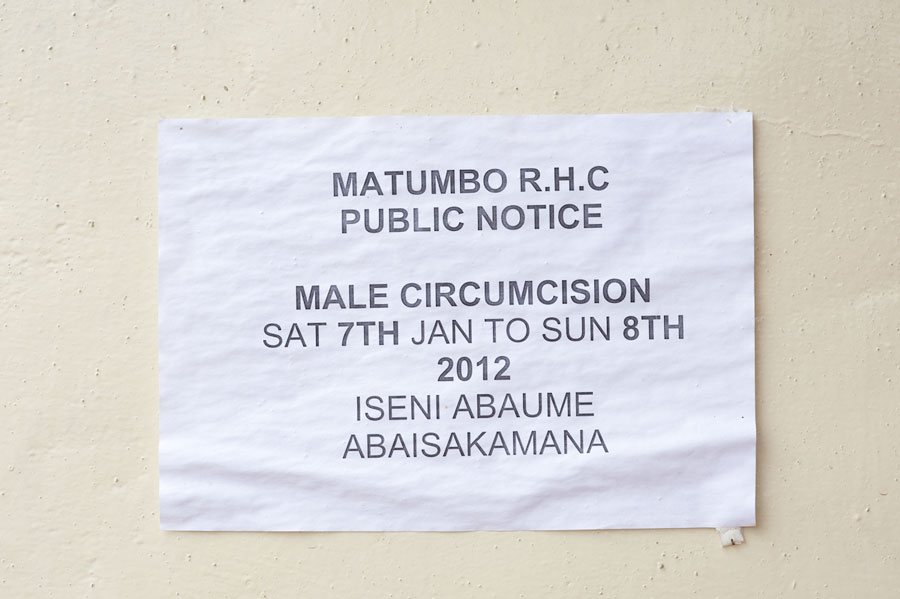 MATUMBO R.H.C
PUBLIC NOTICE
MALE CIRCUMCISION
SAT 7TH JAN TO SUN 8TH
2012
ISENI ABAUME
ABAISAKAMANA